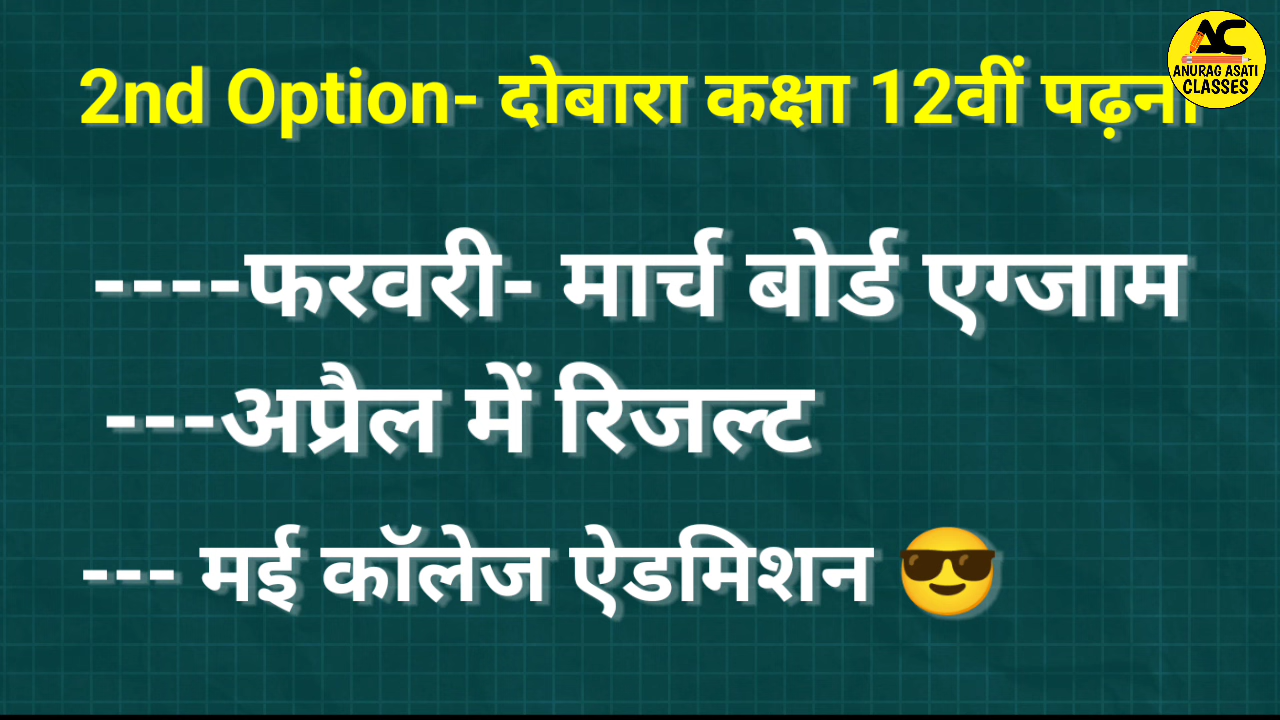 2nd Option- दोबारा कक्षा 12वीं पढ़ना
AC
ANURAG ASATI
CLASSES
----फरवरी- मार्च बोर्ड एग्जाम
---अप्रैल में रिजल्ट
--- मई कॉलेज ऐडमिशन 😎